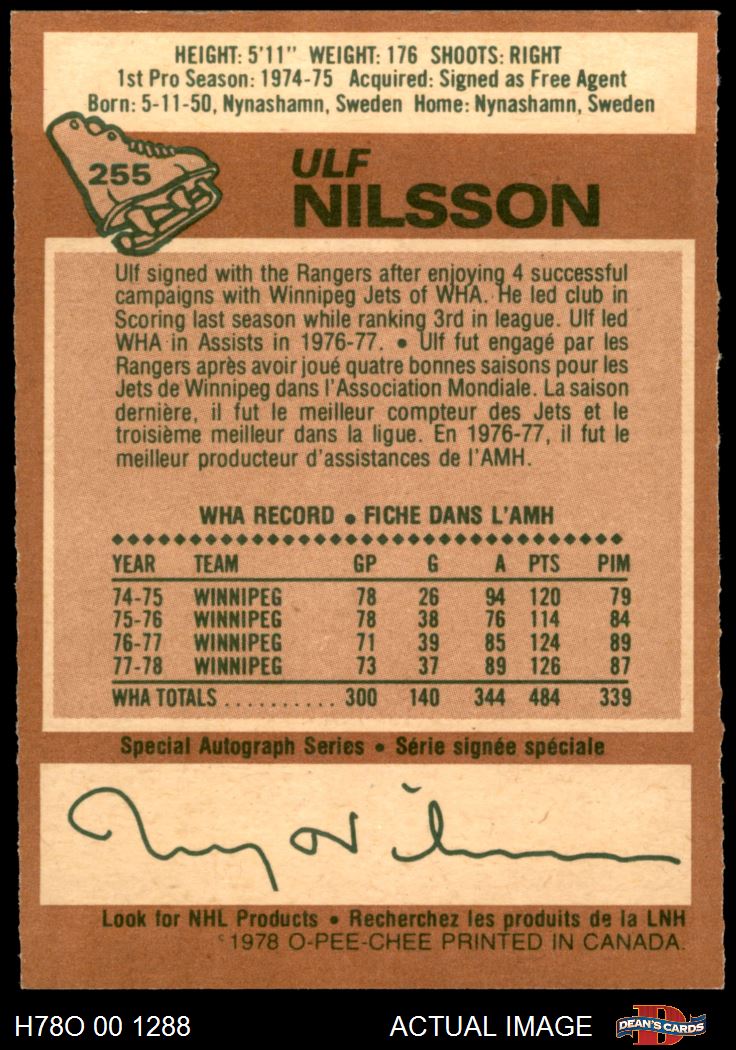 HEIGHT: 5'11" WEIGHT: 176 SHOOTS: RIGHT
1st Pro Season: 1974-75 Acquired: Signed as Free Agent
Born: 5-11-50, Nynashamn, Sweden Home: Nynashamn, Sweden
255
ULF
NILSSON
Ulf signed with the Rangers after enjoying 4 successful
campaigns with Winnipeg Jets of WHA. He led club in
Scoring last season while ranking 3rd in league. Ulf led
WHA in Assists in 1976-77. • Ulf fut engagé par les
Rangers après avoir joué quatre bonnes saisons pour les
Jets de Winnipeg dans l'Association Mondiale. La saison
dernière, il fut le meilleur compteur des Jets et le
troisième meilleur dans la ligue. En 1976-77, il fut le
meilleur producteur d'assistances de l'AMH.
WHA RECORD • FICHE DANS L'AMH
YEAR TEAM GP G A PTS PIM
74-75 WINNIPEG 78 26 94 120 79
75-76 WINNIPEG 78 38 76 114 84
76-77 WINNIPEG 71 39 85 124 89
77-78 WINNIPEG 73 37 89 126 87
WHA TOTALS .......... 300 140 344 484 339
Special Autograph Series • Série signée spéciale
Look for NHL Products • Recherchez les produits de la LNH
©1978 O-PEE-CHEE PRINTED IN CANADA.
H78O 00 1288
ACTUAL IMAGE
D
DEAN'S CARDS